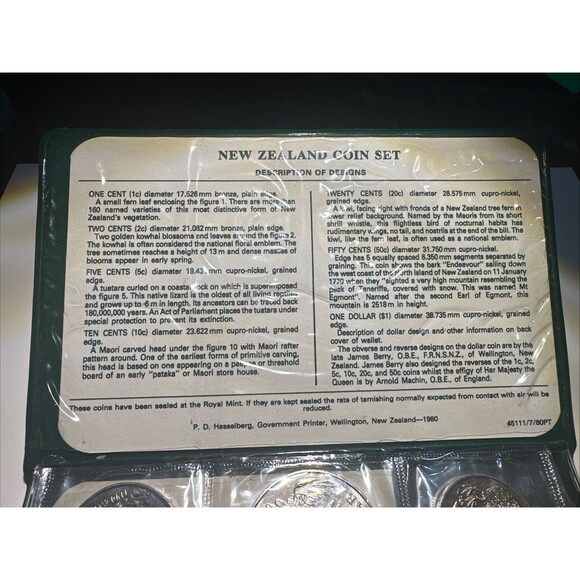 NEW ZEALAND COIN SET
DESCRIPTION OF DESIGNS
ONE CENT (1c) diameter 17.526 mm bronze, plain edge.
A small fern leaf enclosing the figure 1. There are more than
160 named varieties of this most distinctive form of New
Zealand's vegetation.
TWO CENTS (2c) diameter 21.082 mm bronze, plain edge.
Two golden kowhai blossoms and leaves around the figure 2.
The kowhai is often considered the national floral emblem. The
tree sometimes reaches a height of 13 m and dense masses of
blooms appear in early spring.
FIVE CENTS (5c) diameter 19.431 mm cupro-nickel, grained
edge.
A tuatara curled on a coastal rock on which is superimposed
the figure 5. This native lizard is the oldest of all living reptiles
and grows up to .6 m in length. Its ancestors can be traced back
180,000,000 years. An Act of Parliament places the tuatara under
special protection to prevent its extinction.
TEN CENTS (10c) diameter 23.622 mm cupro-nickel, grained
edge.
A Maori carved head under the figure 10 with Maori rafter
pattern around. One of the earliest forms of primitive carving,
this head is based on one appearing on a panel or threshold
board of an early "pataka" or Maori store house.
TWENTY CENTS (20c) diameter 28.575 mm cupro-nickel,
grained edge.
A kiwi, facing right with fronds of a New Zealand tree fern in
lower relief background. Named by the Maoris from its short
shrill whistle, this flightless bird of nocturnal habits has
rudimentary wings, no tail, and nostrils at the end of the bill. The
kiwi, like the fern leaf, is often used as a national emblem.
FIFTY CENTS (50c) diameter 31.750 mm cupro-nickel.
Edge has 5 equally spaced 6.350 mm segments separated by
graining. This coin shows the bark "Endeavour" sailing down
the west coast of the North Island of New Zealand on 11 January
1770 when they "sighted a very high mountain resembling the
peak of Teneriffe, covered with snow. This was named Mt
Egmont". Named after the second Earl of Egmont, this
mountain is 2518 m in height.
ONE DOLLAR ($1) diameter 38.735 mm cupro-nickel, grained
edge.
Description of dollar design and other information on back
cover of wallet.
The obverse and reverse designs on the dollar coin are by the
late James Berry, O.B.E., F.R.N.S.N.Z., of Wellington, New
Zealand. James Berry also designed the reverses of the 1c, 2c,
5c, 10c, 20c, and 50c coins whilst the effigy of Her Majesty the
Queen is by Arnold Machin, O.B.E., of England.
These coins have been sealed at the Royal Mint. If they are kept sealed the rate of tarnishing normally expected from contact with air will be
reduced.
P. D. Hasselberg, Government Printer, Wellington, New Zealand—1980
45111/7/80PT